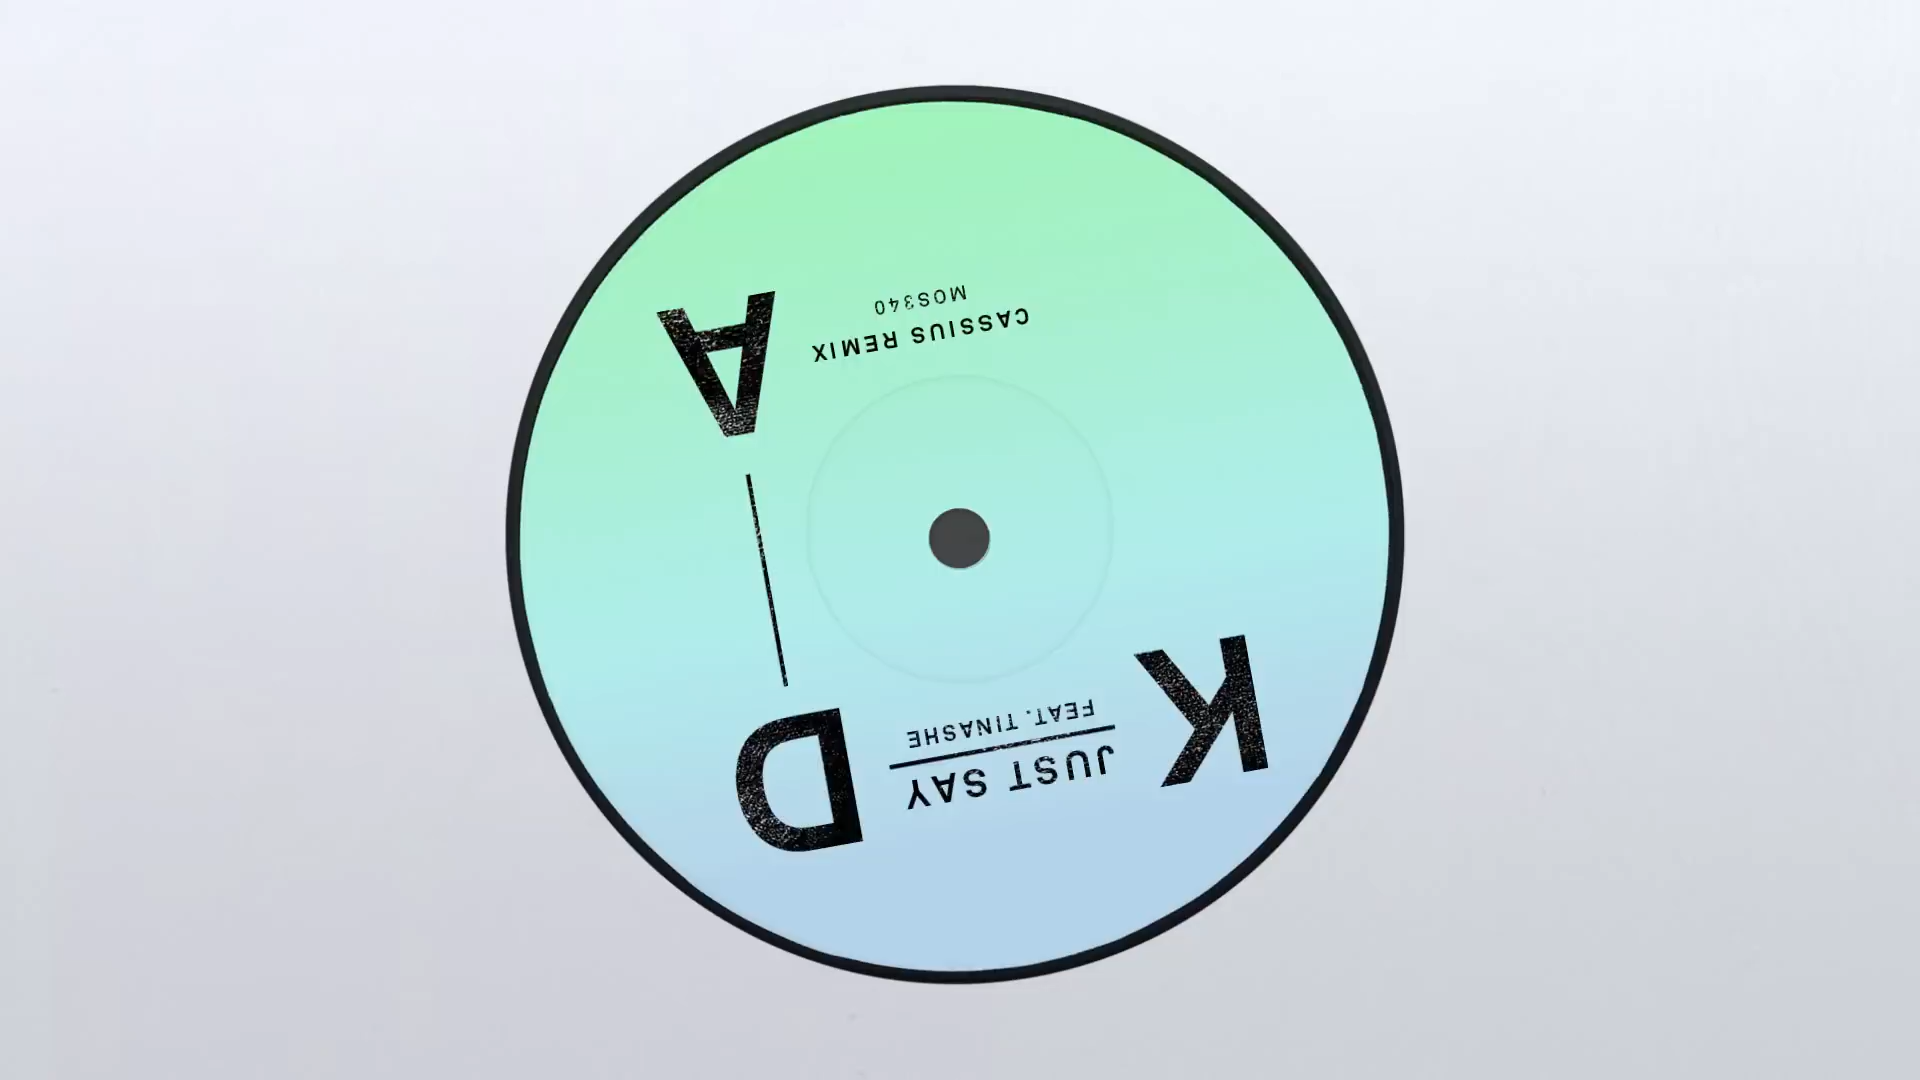 K
JUST SAY
FEAT. TINASHE
D
A
CASSIUS REMIX
MOS340